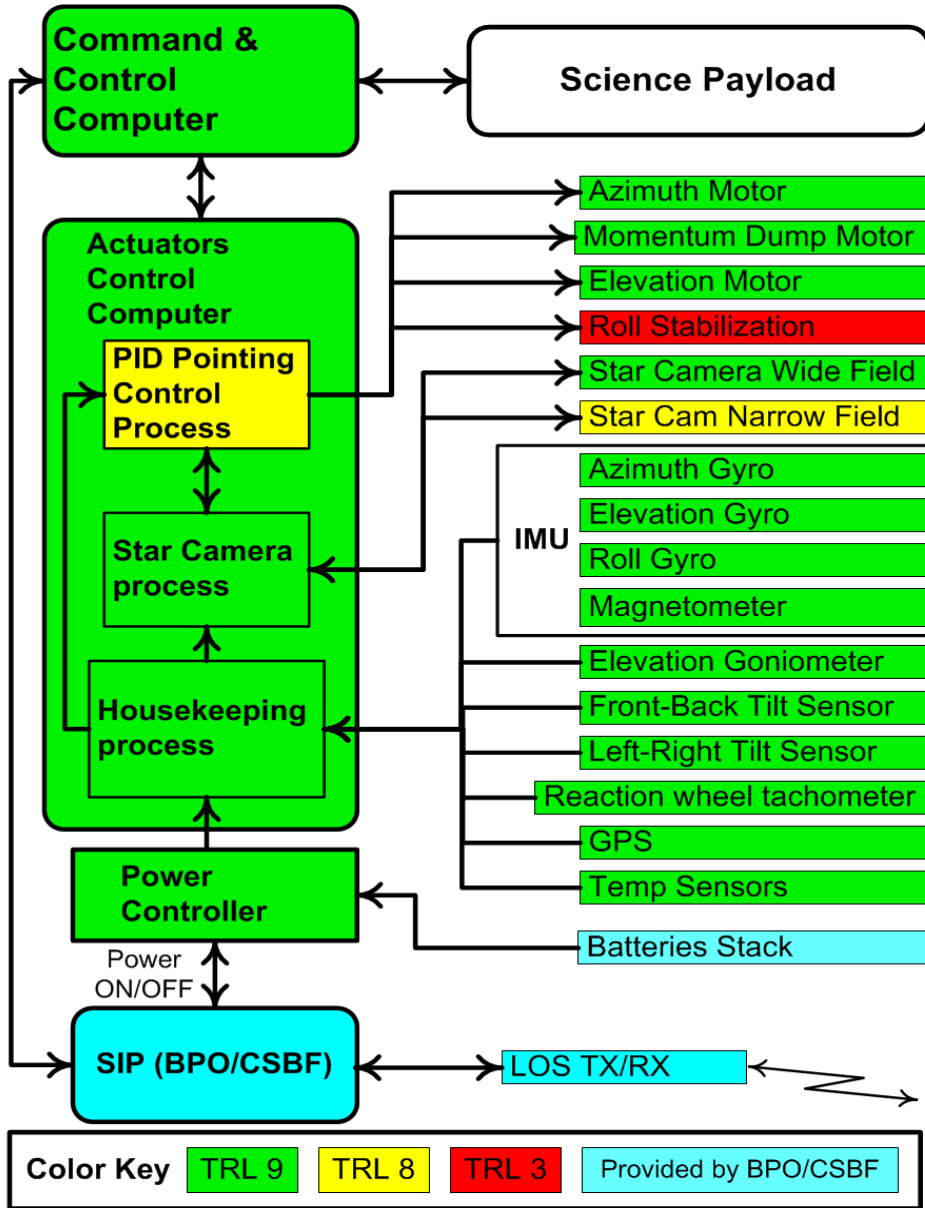 Command &
Control
Computer
Science Payload
Actuators
Control
Computer
PID Pointing
Control
Process
Star Camera
process
Housekeeping
process
Azimuth Motor
Momentum Dump Motor
Elevation Motor
Roll Stabilization
Star Camera Wide Field
Star Cam Narrow Field
IMU
Azimuth Gyro
Elevation Gyro
Roll Gyro
Magnetometer
Elevation Goniometer
Front-Back Tilt Sensor
Left-Right Tilt Sensor
Reaction wheel tachometer
GPS
Temp Sensors
Power
Controller
Batteries Stack
Power
ON/OFF
SIP (BPO/CSBF)
LOS TX/RX
Color Key
TRL 9
TRL 8
TRL 3
Provided by BPO/CSBF